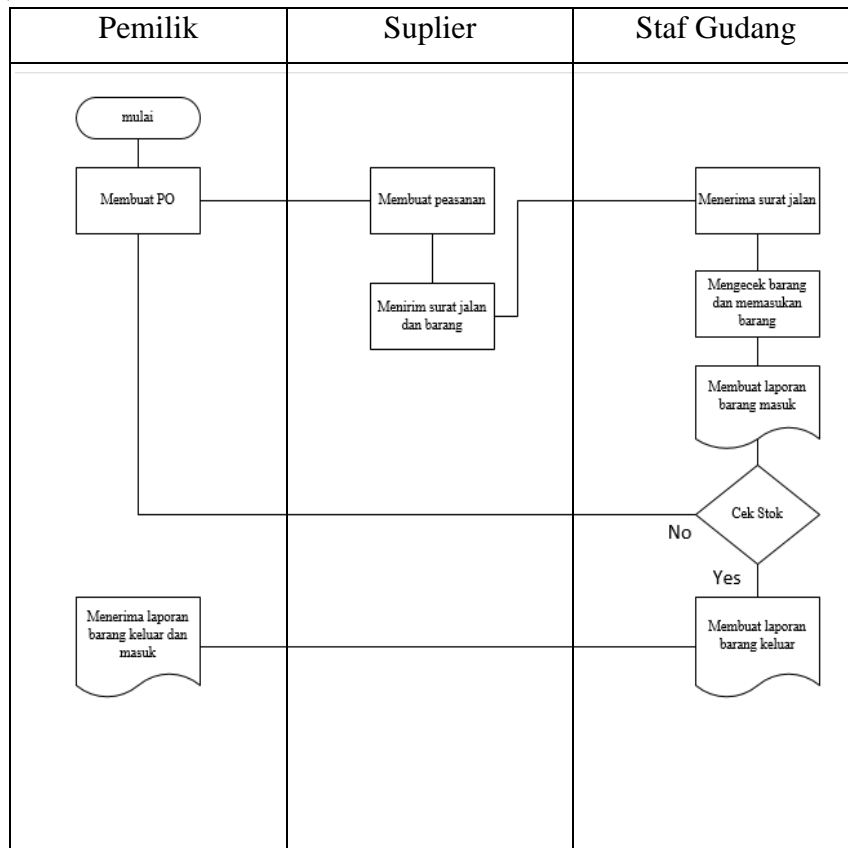 Pemilik
Suplier
Staf Gudang
mulai
Membuat PO
Membuat peasanan
Menerima surat jalan
Menirim surat jalan
dan barang
Mengecek barang
dan memasukan
barang
Membuat laporan
barang masuk
Cek Stok
No
Yes
Menerima laporan
barang keluar dan
masuk
Membuat laporan
barang keluar